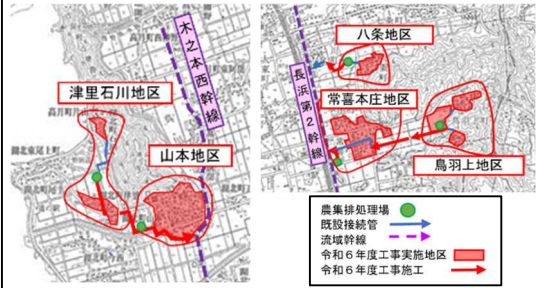 木之本西幹線
津里石川地区
山本地区
八条地区
長浜第2幹線
常喜本庄地区
鳥羽上地区
農集排処理場
既設接続管
流域幹線
令和6年度工事実施地区
令和6年度工事施工